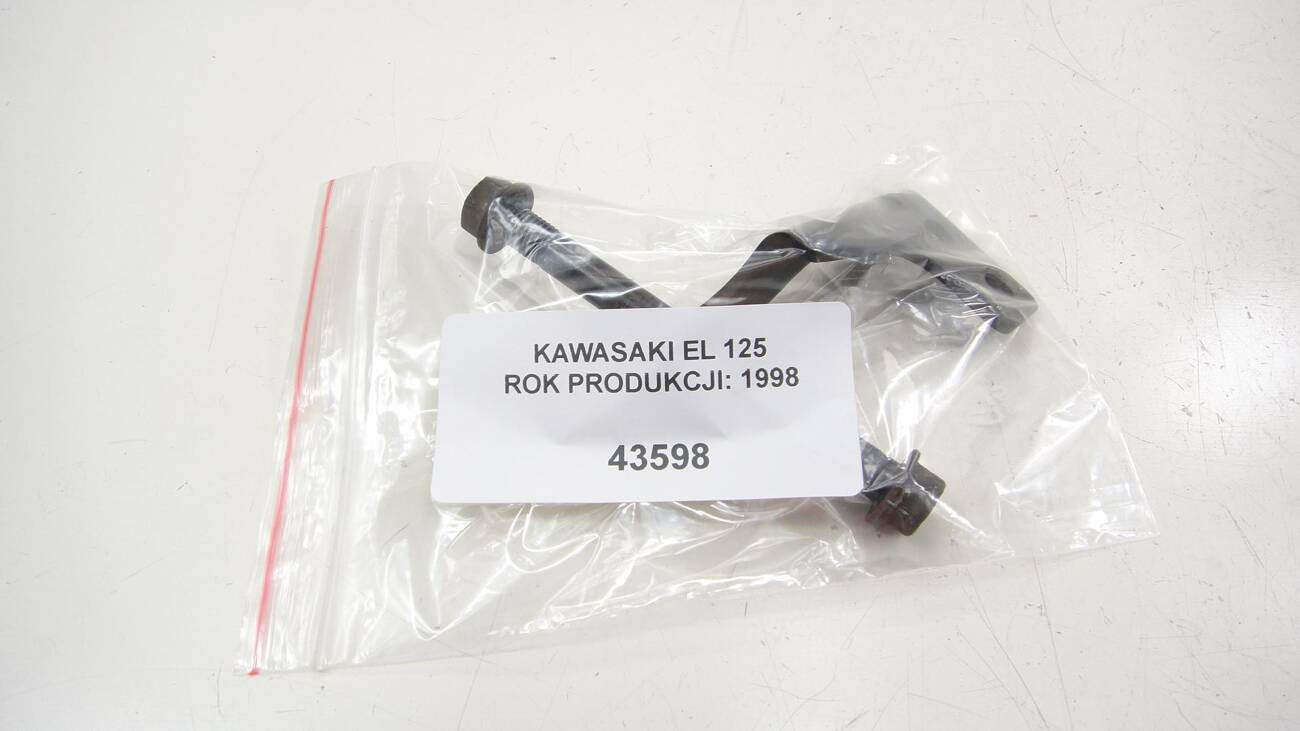 KAWASAKI EL 125
ROK PRODUKCJI: 1998
43598